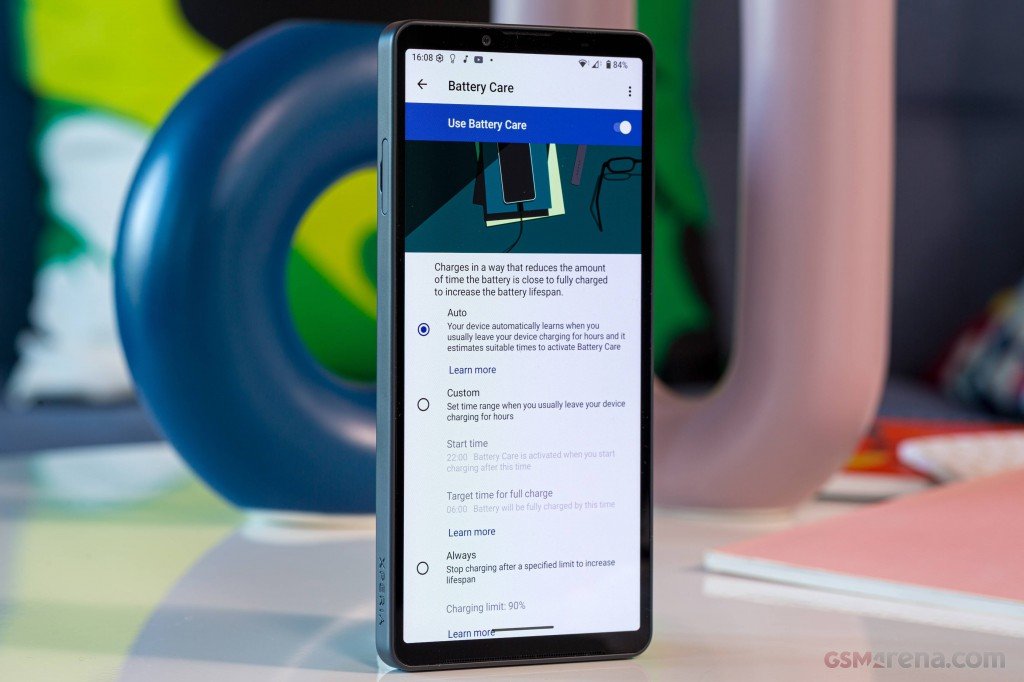 16:08
84%
Battery Care
Use Battery Care
Charges in a way that reduces the amount
of time the battery is close to fully charged
to increase the battery lifespan.
Auto
Your device automatically learns when you
usually leave your device charging for hours and it
estimates suitable times to activate Battery Care
Learn more
Custom
Set time range when you usually leave your device
charging for hours
Start time
22:00 Battery Care is activated when you start
charging after this time
Target time for full charge
06:00 Battery will be fully charged by this time
Learn more
Always
Stop charging after a specified limit to increase
lifespan
Charging limit: 90%
Learn more
XPERIA
GSMarena.com